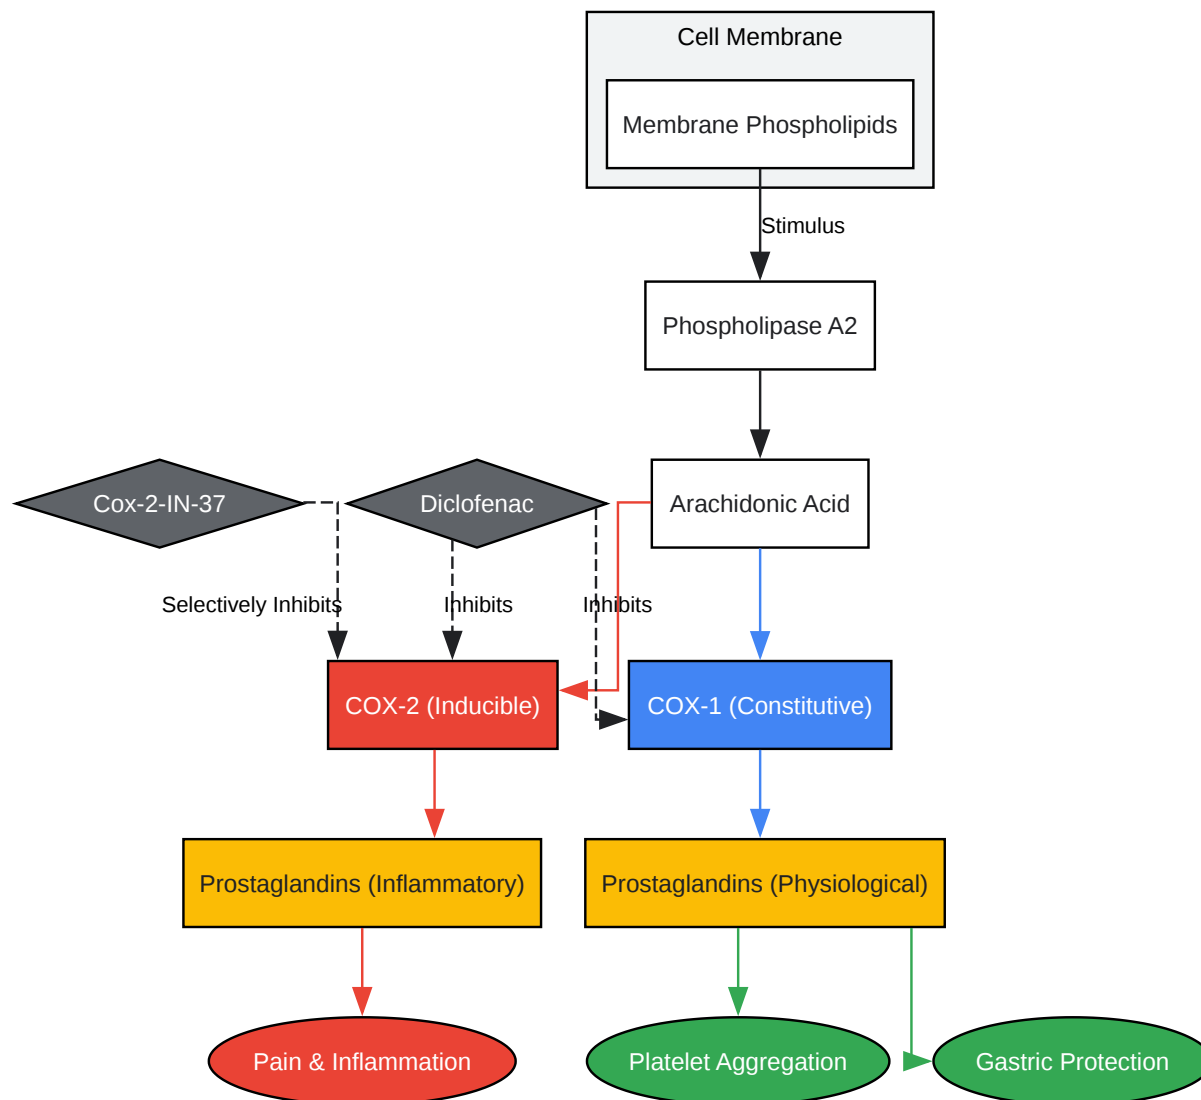 Cell Membrane
Membrane Phospholipids
Stimulus
Phospholipase A2
Cox-2-IN-37
Diclofenac
Arachidonic Acid
Selectively Inhibits
Inhibits
Inhibits
COX-2 (Inducible)
COX-1 (Constitutive)
Prostaglandins (Inflammatory)
Prostaglandins (Physiological)
Pain & Inflammation
Platelet Aggregation
Gastric Protection